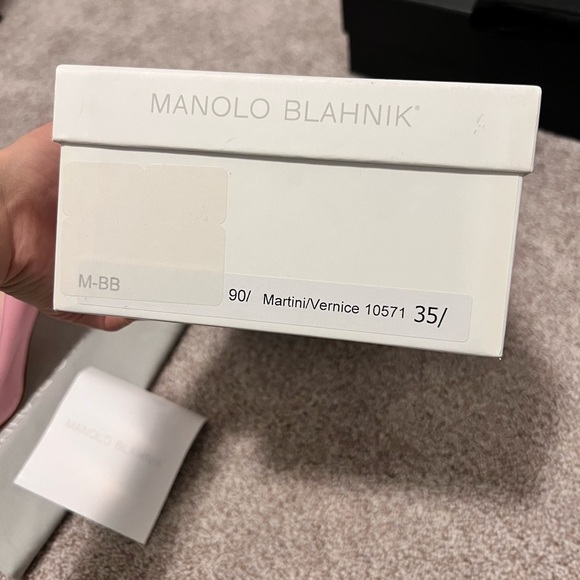 MANOLO BLAHNIK®
M-BB
90/ Martini/Vernice 10571 35/
MANOLO BLAHNIK